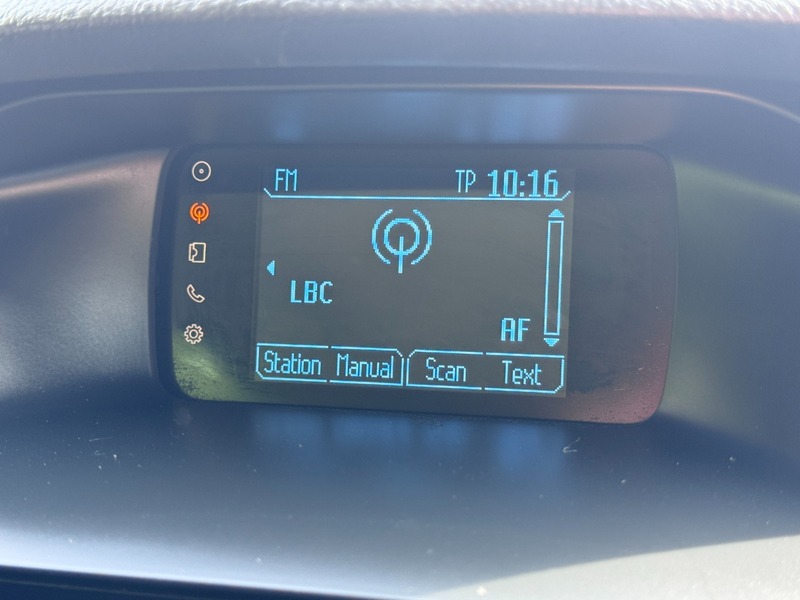 FM TP 10:16
LBC
AF
Station Manual Scan Text